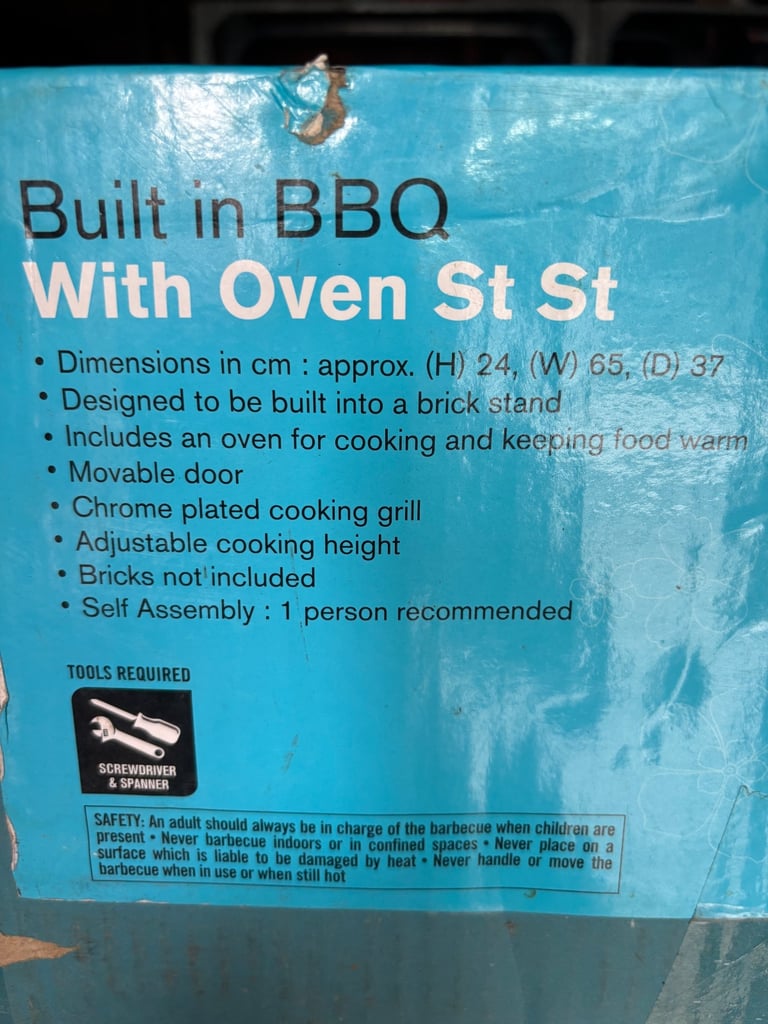 Built in BBQ
With Oven St St
• Dimensions in cm : approx. (H) 24, (W) 65, (D) 37
• Designed to be built into a brick stand
• Includes an oven for cooking and keeping food warm
• Movable door
• Chrome plated cooking grill
• Adjustable cooking height
• Bricks not included
• Self Assembly : 1 person recommended
TOOLS REQUIRED
SCREWDRIVER
& SPANNER
SAFETY: An adult should always be in charge of the barbecue when children are
present • Never barbecue indoors or in confined spaces • Never place on a
surface which is liable to be damaged by heat • Never handle or move the
barbecue when in use or when still hot